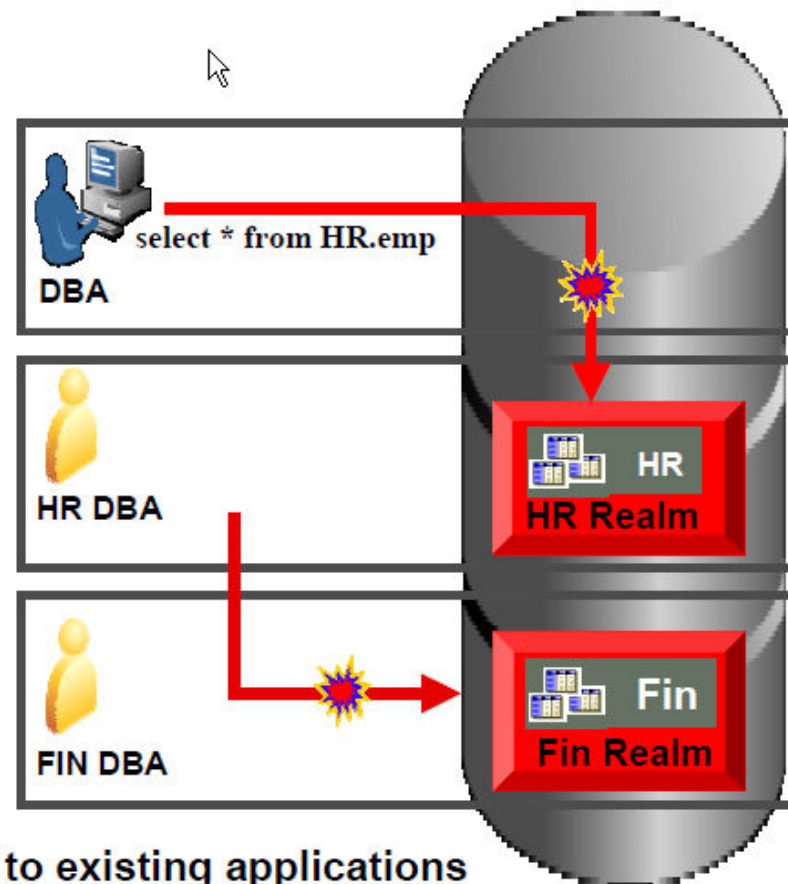 select * from HR.emp
DBA
HR
HR Realm
HR DBA
Fin
Fin Realm
FIN DBA
to existing applications